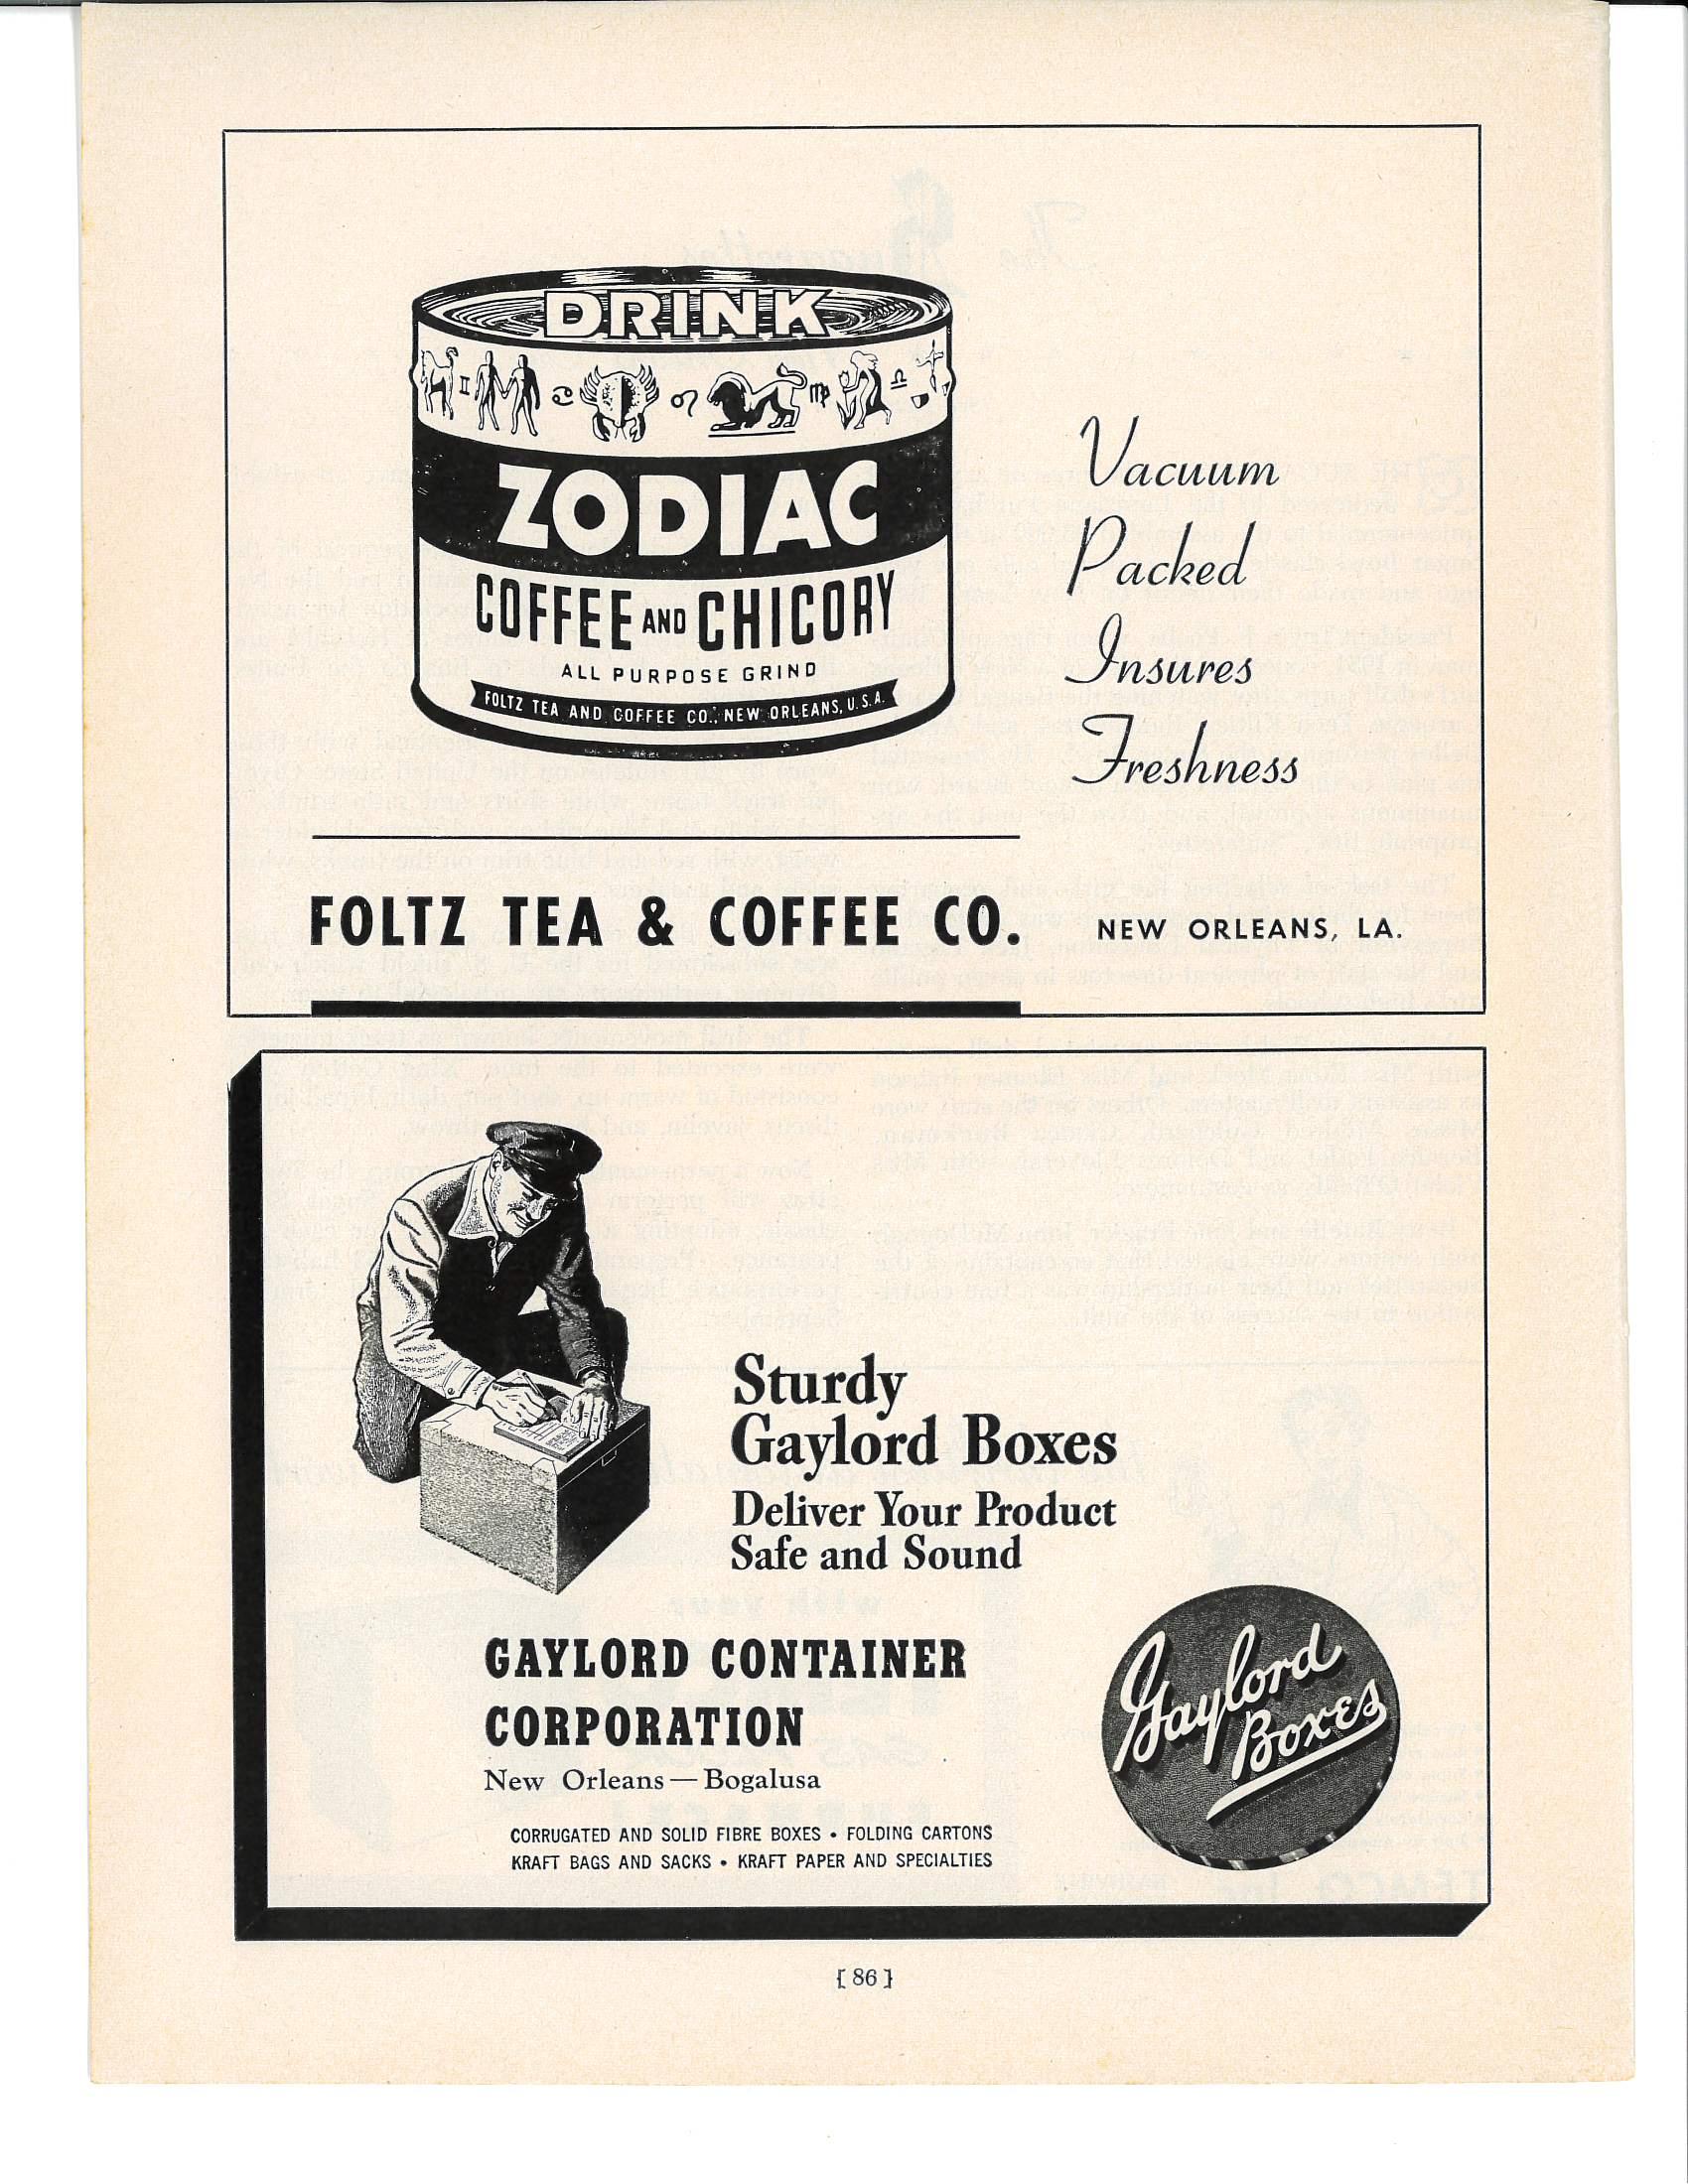 DRINK
♊ ♋ ♌ ♍ ♎
ZODIAC
COFFEE AND CHICORY
ALL PURPOSE GRIND
FOLTZ TEA AND COFFEE CO., NEW ORLEANS, U.S.A.
Vacuum
Packed
Insures
Freshness
FOLTZ TEA & COFFEE CO. NEW ORLEANS, LA.
Sturdy
Gaylord Boxes
Deliver Your Product
Safe and Sound
GAYLORD CONTAINER
CORPORATION
New Orleans — Bogalusa
CORRUGATED AND SOLID FIBRE BOXES • FOLDING CARTONS
KRAFT BAGS AND SACKS • KRAFT PAPER AND SPECIALTIES
Gaylord
Boxes
[86]